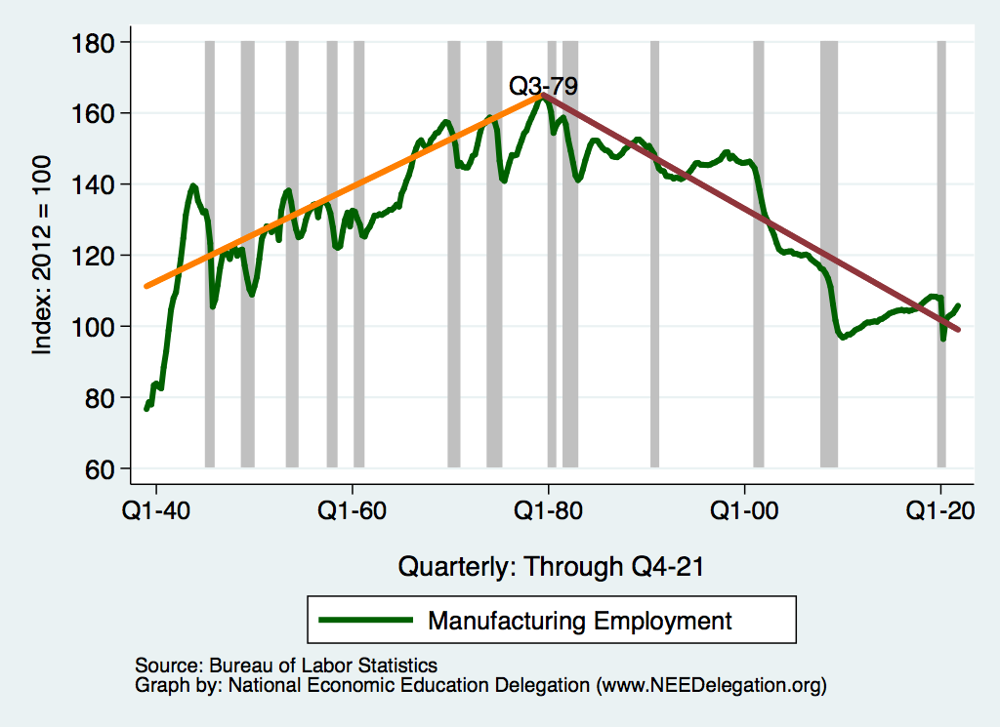 Q3-79
180
160
140
120
100
80
60
Index: 2012 = 100
Q1-40 Q1-60 Q1-80 Q1-00 Q1-20
Quarterly: Through Q4-21
Manufacturing Employment
Source: Bureau of Labor Statistics
Graph by: National Economic Education Delegation (www.NEEDelegation.org)